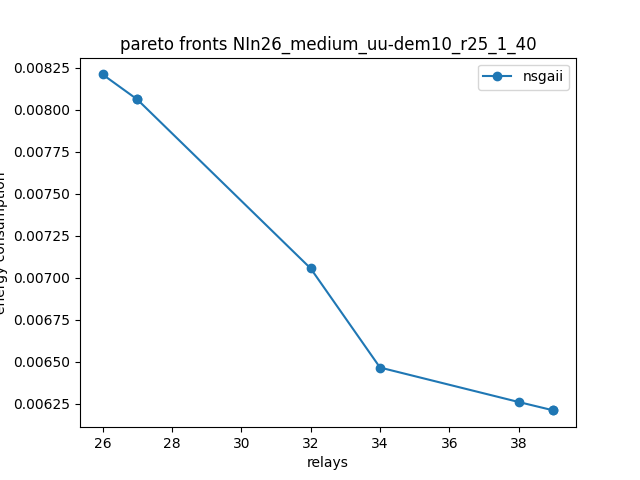 pareto fronts NIn26_medium_uu-dem10_r25_1_40
nsgaii
0.00825
0.00800
0.00775
0.00750
0.00725
0.00700
0.00675
0.00650
0.00625
energy consumption
26 28 30 32 34 36 38
relays